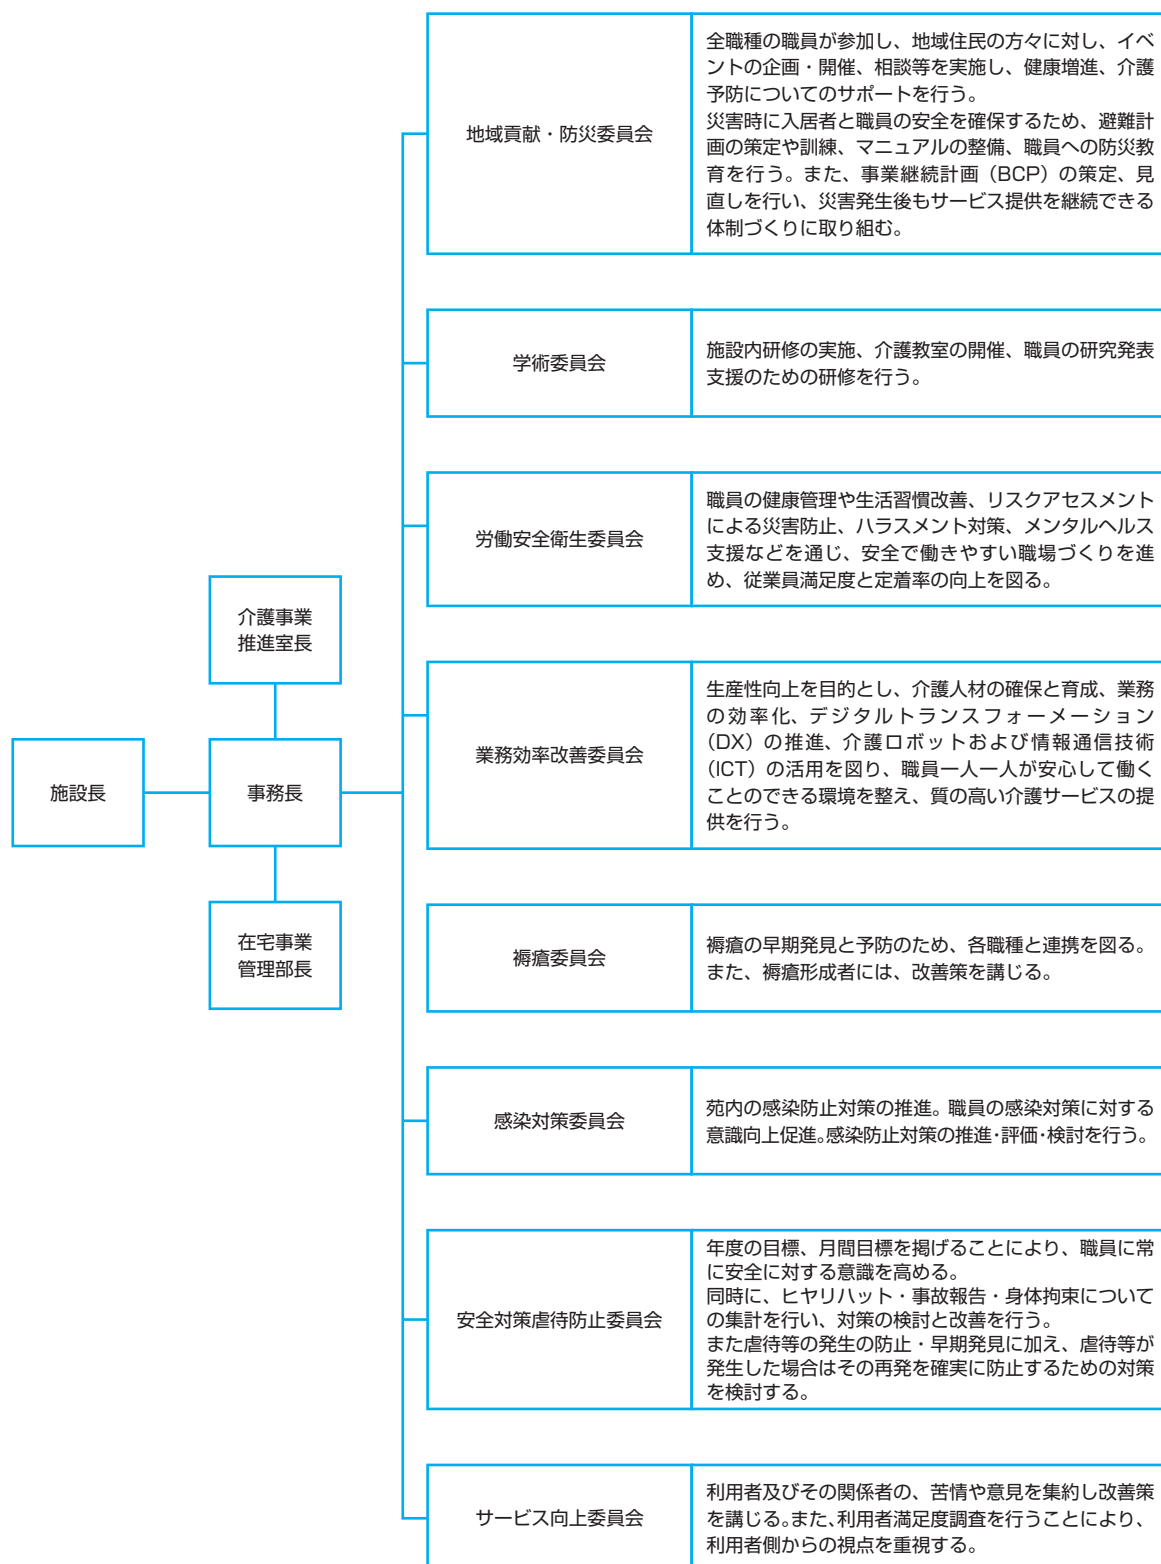 地域貢献・防災委員会
全職種の職員が参加し、地域住民の方々に対し、イベ
ントの企画・開催、相談等を実施し、健康増進、介護
予防についてのサポートを行う。
災害時に入居者と職員の安全を確保するため、避難計
画の策定や訓練、マニュアルの整備、職員への防災教
育を行う。また、事業継続計画（BCP）の策定、見
直しを行い、災害発生後もサービス提供を継続できる
体制づくりに取り組む。
学術委員会
施設内研修の実施、介護教室の開催、職員の研究発表
支援のための研修を行う。
労働安全衛生委員会
職員の健康管理や生活習慣改善、リスクアセスメント
による災害防止、ハラスメント対策、メンタルヘルス
支援などを通じ、安全で働きやすい職場づくりを進
め、従業員満足度と定着率の向上を図る。
介護事業
推進室長
施設長
事務長
在宅事業
管理部長
業務効率改善委員会
生産性向上を目的とし、介護人材の確保と育成、業務
の効率化、デジタルトランスフォーメーション
（DX）の推進、介護ロボットおよび情報通信技術
（ICT）の活用を図り、職員一人一人が安心して働く
ことのできる環境を整え、質の高い介護サービスの提
供を行う。
褥瘡委員会
褥瘡の早期発見と予防のため、各職種と連携を図る。
また、褥瘡形成者には、改善策を講じる。
感染対策委員会
苑内の感染防止対策の推進。職員の感染対策に対する
意識向上促進。感染防止対策の推進・評価・検討を行う。
安全対策虐待防止委員会
年度の目標、月間目標を掲げることにより、職員に常
に安全に対する意識を高める。
同時に、ヒヤリハット・事故報告・身体拘束について
の集計を行い、対策の検討と改善を行う。
また虐待等の発生の防止・早期発見に加え、虐待等が
発生した場合はその再発を確実に防止するための対策
を検討する。
サービス向上委員会
利用者及びその関係者の、苦情や意見を集約し改善策
を講じる。また、利用者満足度調査を行うことにより、
利用者側からの視点を重視する。